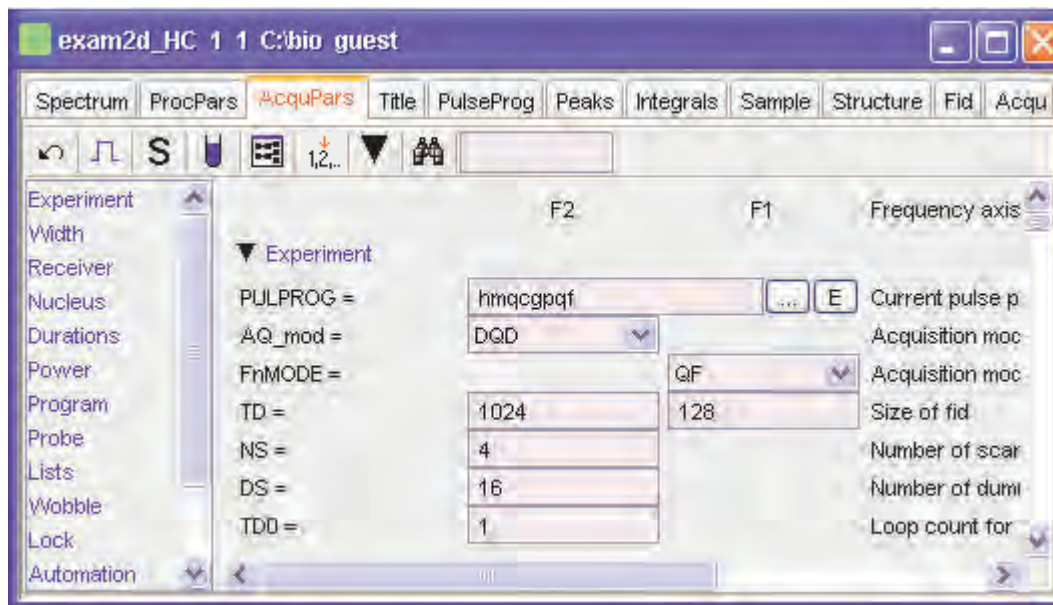 exam2d_HC 1 1 C:\bio guest
Spectrum ProcPars AcquPars Title PulseProg Peaks Integrals Sample Structure Fid Acqu
S 1,2,..
F2 F1 Frequency axis
Experiment
Width
Receiver
Nucleus
Durations
Power
Program
Probe
Lists
Wobble
Lock
Automation
▼ Experiment
PULPROG = hmqcgpqf ... E Current pulse p
AQ_mod = DQD Acquisition moc
FnMODE = QF Acquisition moc
TD = 1024 128 Size of fid
NS = 4 Number of scar
DS = 16 Number of dumi
TD0 = 1 Loop count for